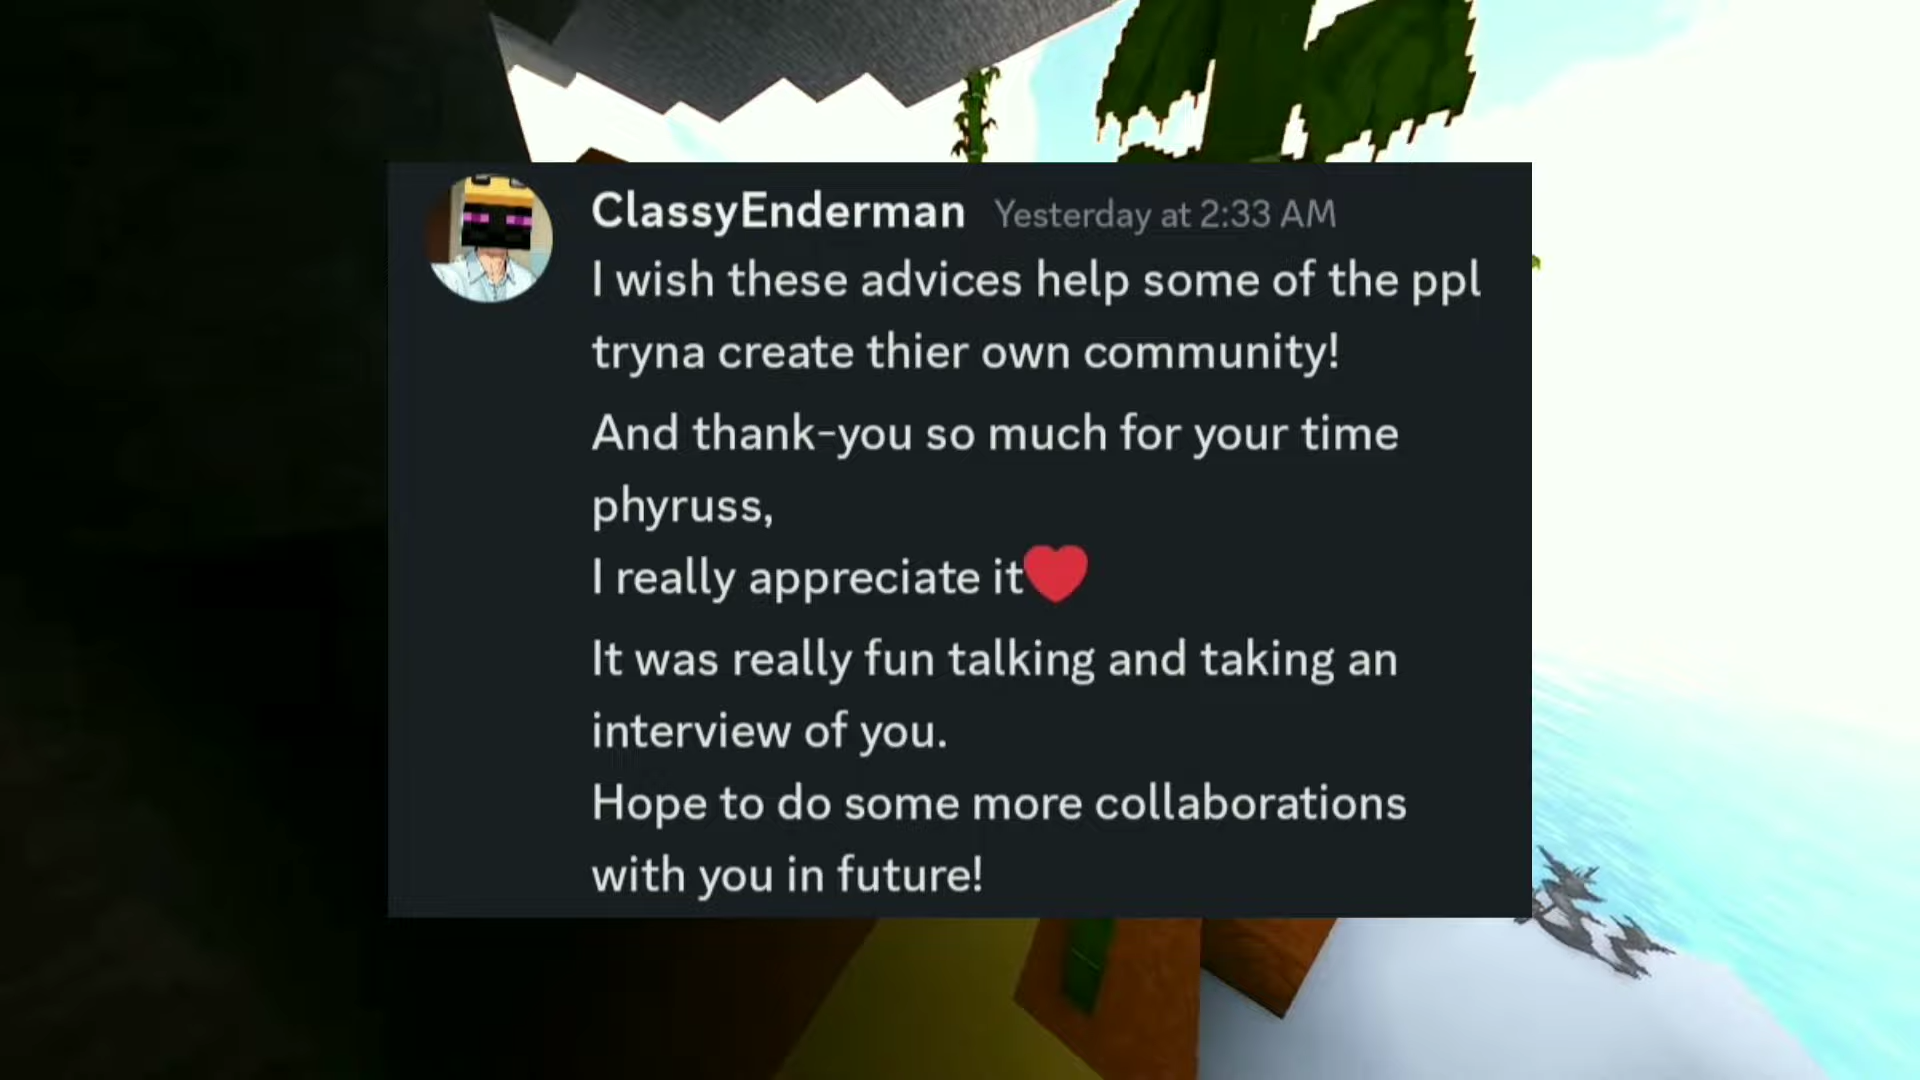 ClassyEnderman Yesterday at 2:33 AM
I wish these advices help some of the ppl
tryna create thier own community!
And thank-you so much for your time
phyruss,
I really appreciate it❤️
It was really fun talking and taking an
interview of you.
Hope to do some more collaborations
with you in future!